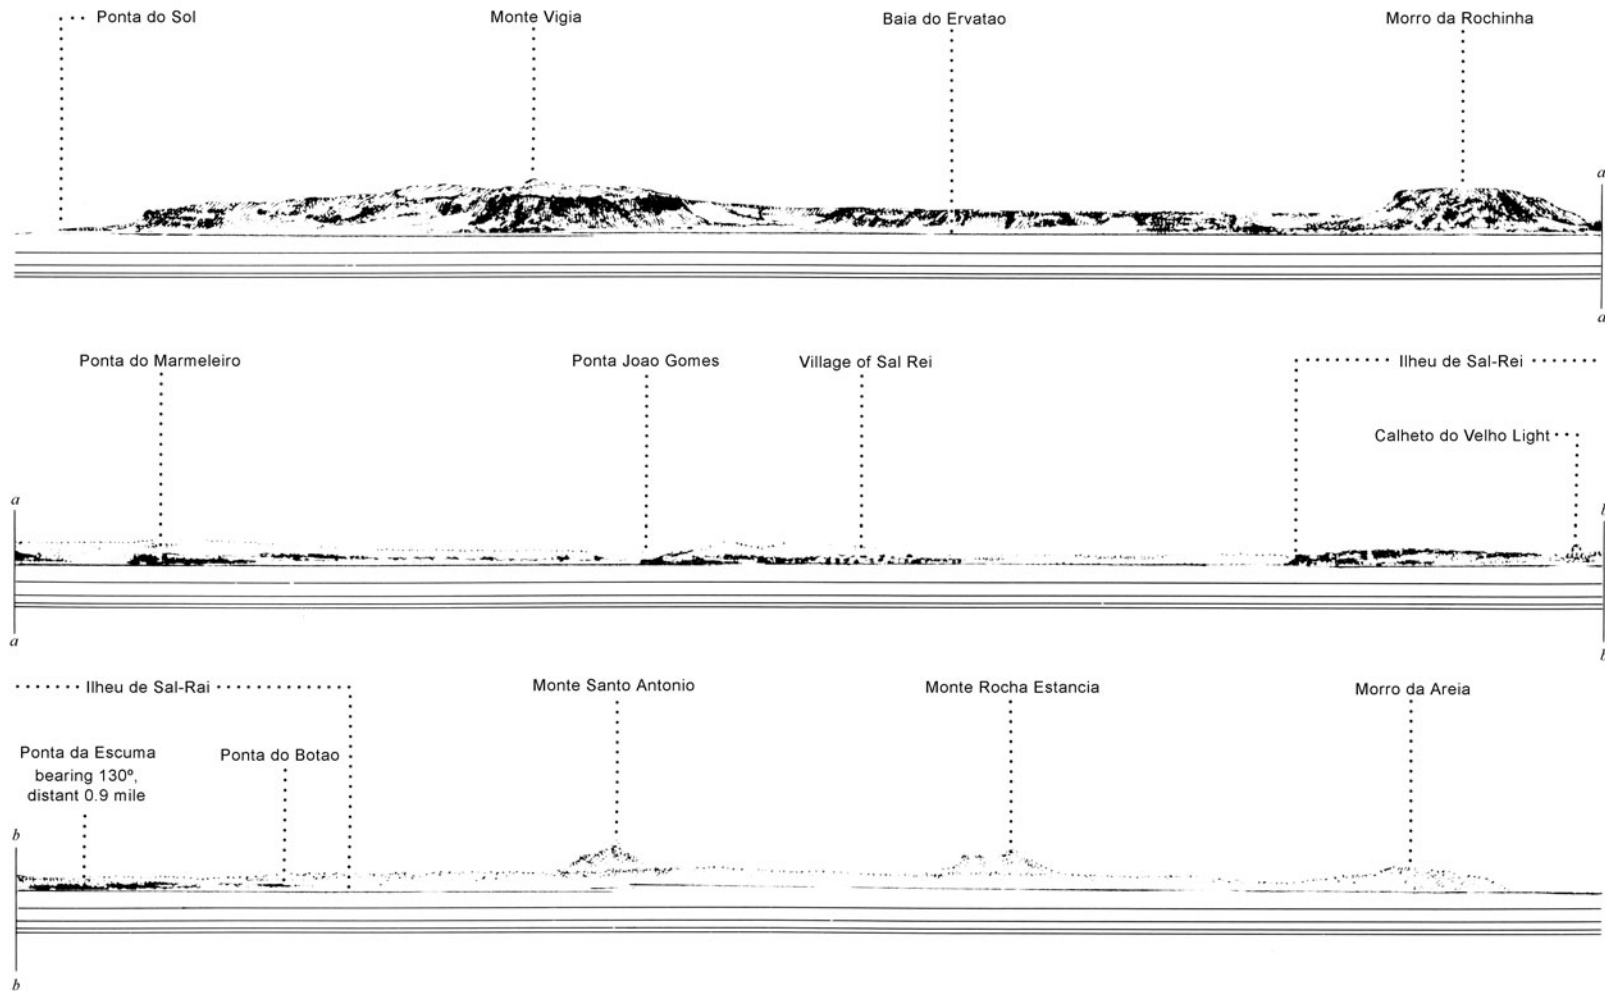 Ponta do Sol
Monte Vigia
Baia do Ervatao
Morro da Rochinha
a
a
Ponta do Marmeleiro
Ponta Joao Gomes
Village of Sal Rei
Ilheu de Sal-Rei
Calheto do Velho Light
a
b
a
b
Ilheu de Sal-Rai
Monte Santo Antonio
Monte Rocha Estancia
Morro da Areia
Ponta da Escuma
bearing 130º,
distant 0.9 mile
Ponta do Botao
b
b